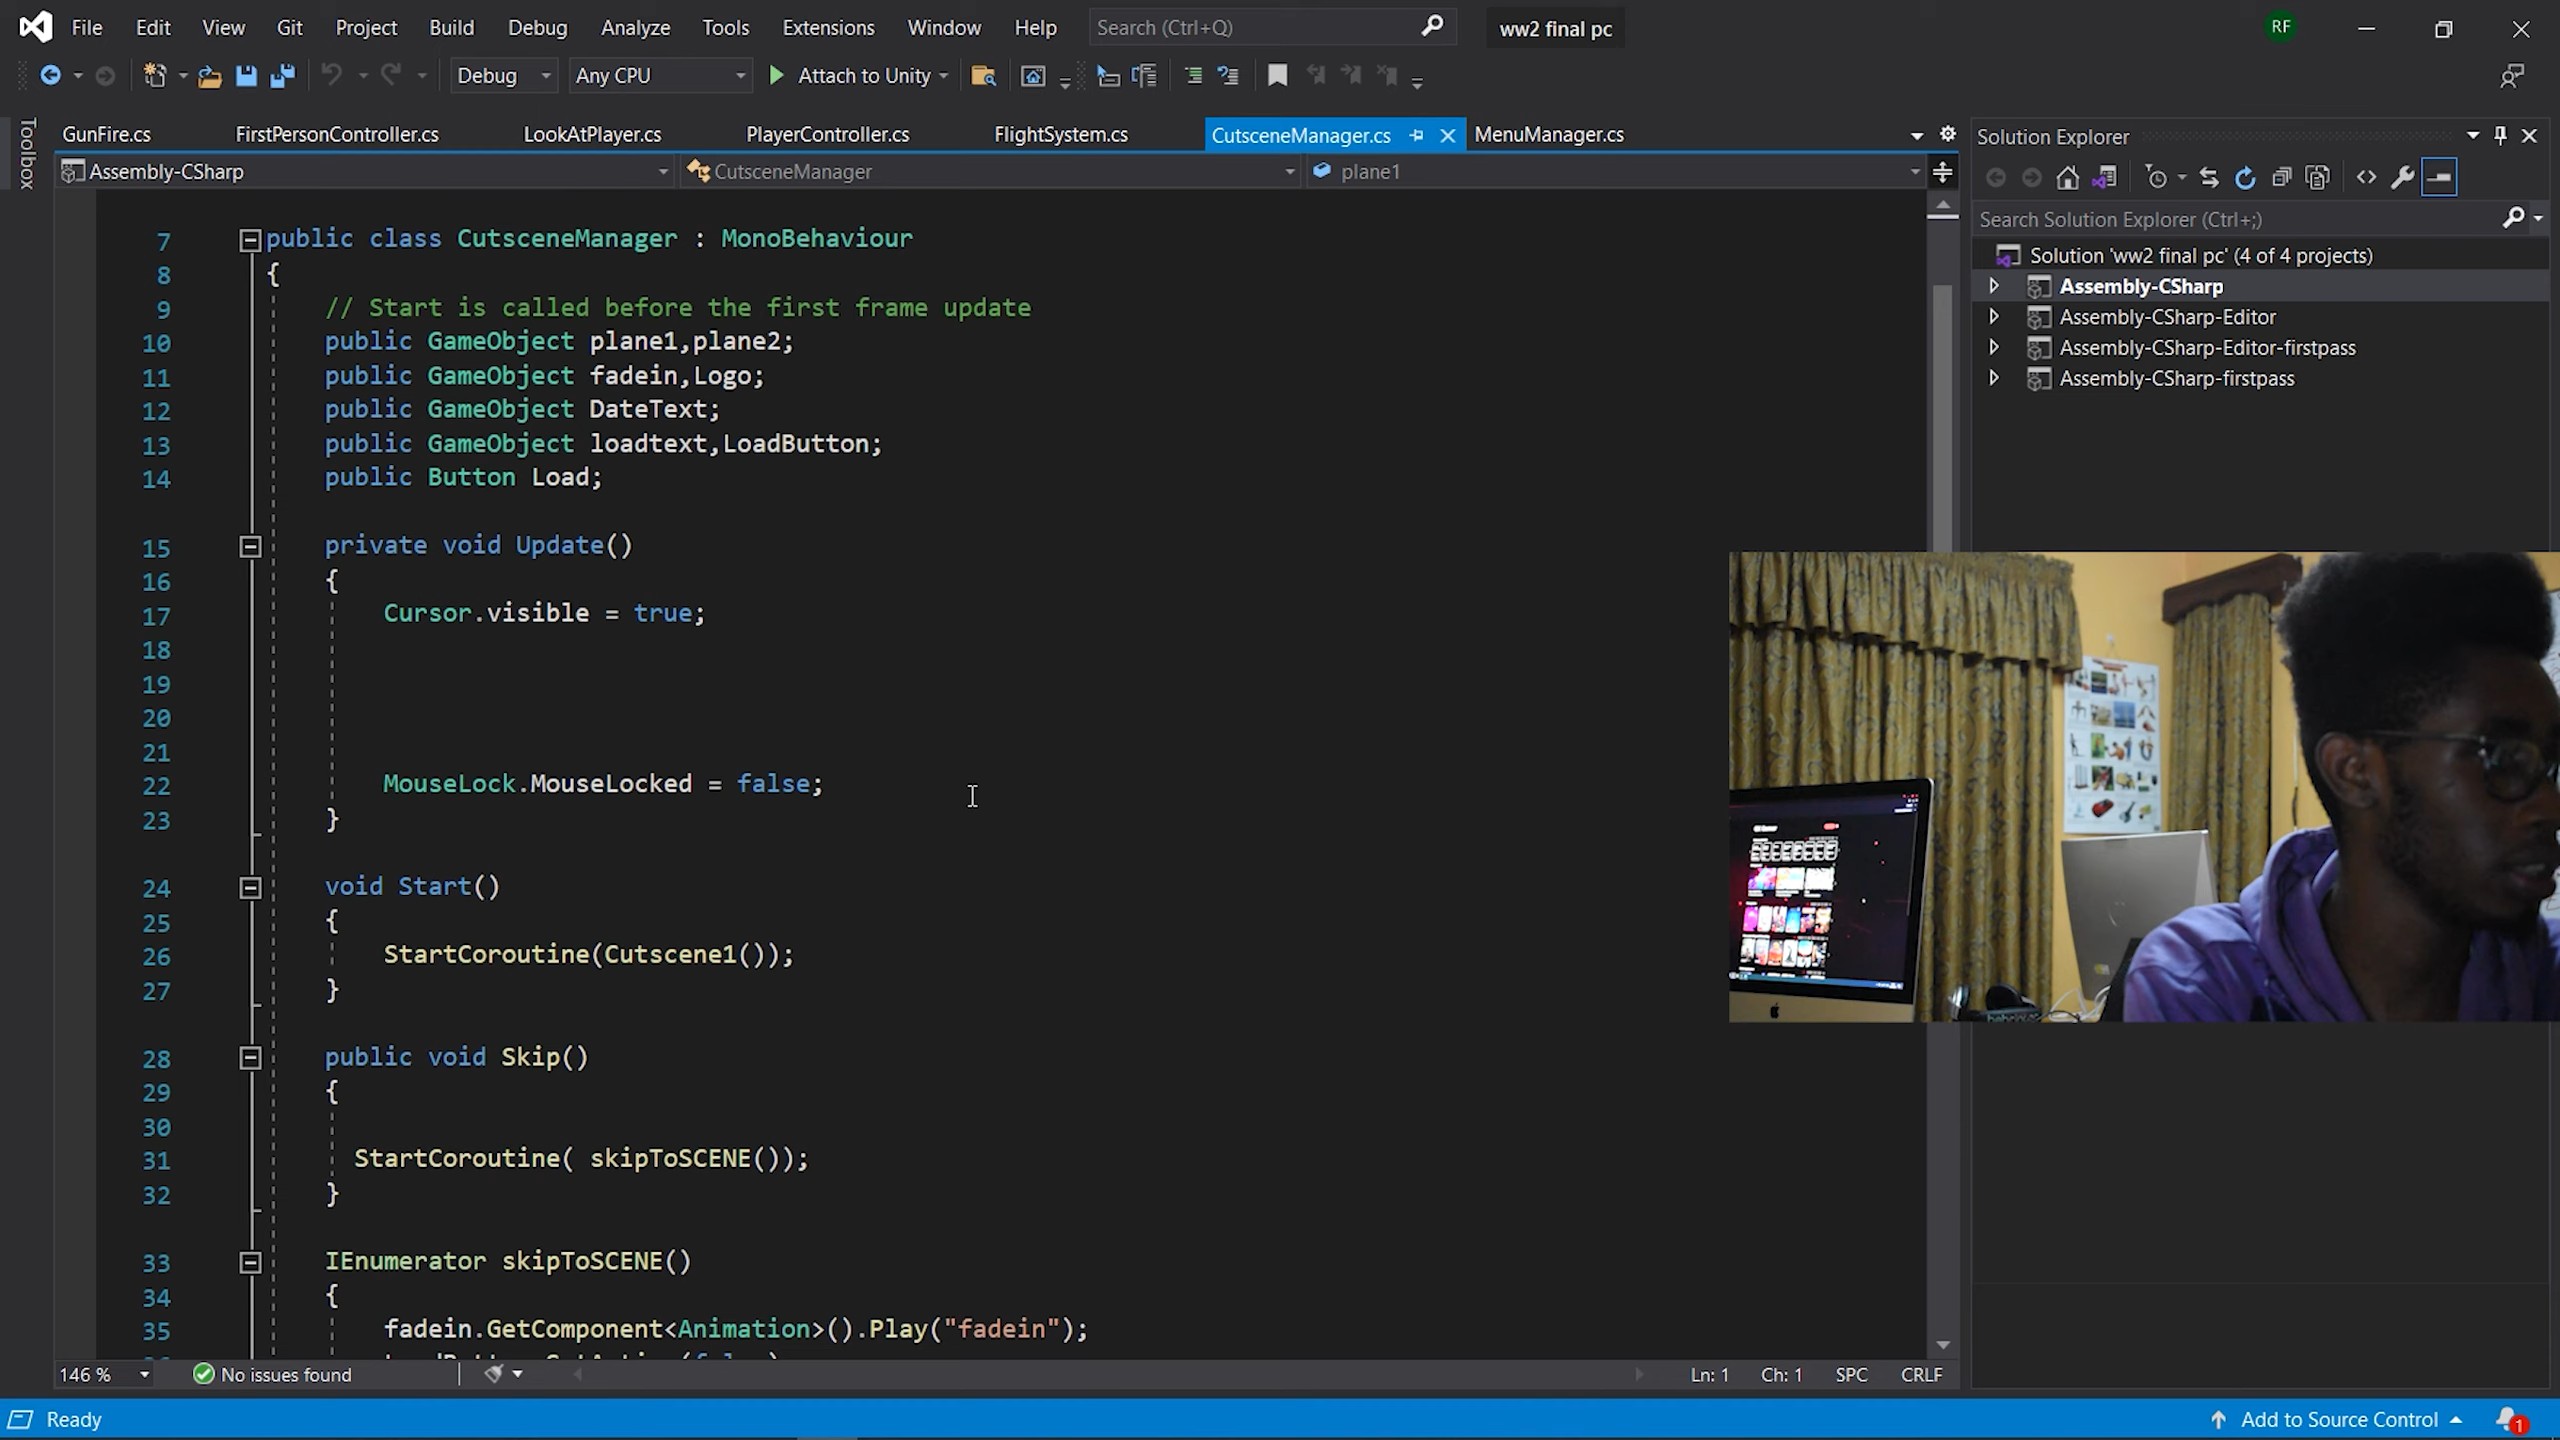 File Edit View Git Project Build Debug Analyze Tools Extensions Window Help Search (Ctrl+Q) ww2 final pc RF
Debug Any CPU Attach to Unity
Toolbox
GunFire.cs FirstPersonController.cs LookAtPlayer.cs PlayerController.cs FlightSystem.cs CutsceneManager.cs MenuManager.cs
Assembly-CSharp CutsceneManager plane1
7 public class CutsceneManager : MonoBehaviour
8 {
9 // Start is called before the first frame update
10 public GameObject plane1,plane2;
11 public GameObject fadein,Logo;
12 public GameObject DateText;
13 public GameObject loadtext,LoadButton;
14 public Button Load;
15 private void Update()
16 {
17 Cursor.visible = true;
18
19
20
21
22 MouseLock.MouseLocked = false;
23 }
24 void Start()
25 {
26 StartCoroutine(Cutscene1());
27 }
28 public void Skip()
29 {
30
31 StartCoroutine( skipToSCENE());
32 }
33 IEnumerator skipToSCENE()
34 {
35 fadein.GetComponent<Animation>().Play("fadein");
146 % No issues found Ln: 1 Ch: 1 SPC CRLF
Solution Explorer
Search Solution Explorer (Ctrl+;)
Solution 'ww2 final pc' (4 of 4 projects)
Assembly-CSharp
Assembly-CSharp-Editor
Assembly-CSharp-Editor-firstpass
Assembly-CSharp-firstpass
Ready Add to Source Control 1